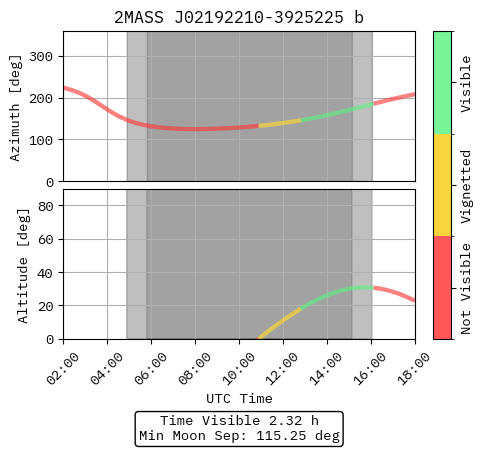 2MASS J02192210-3925225 b
Azimuth [deg]
300
200
100
0
Altitude [deg]
80
60
40
20
0
02:00
04:00
06:00
08:00
10:00
12:00
14:00
16:00
18:00
UTC Time
Visible
Vignetted
Not Visible
Time Visible 2.32 h
Min Moon Sep: 115.25 deg